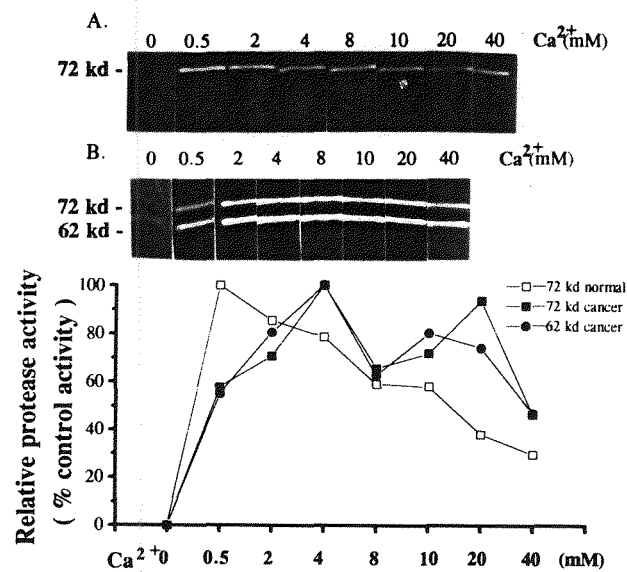 A.
0 0.5 2 4 8 10 20 40 Ca2+(mM)
72 kd -
B.
0 0.5 2 4 8 10 20 40 Ca2+(mM)
72 kd -
62 kd -
100
80
60
40
20
0
Relative protease activity
( % control activity )
72 kd normal
72 kd cancer
62 kd cancer
Ca 2+ 0 0.5 2 4 8 10 20 40 (mM)